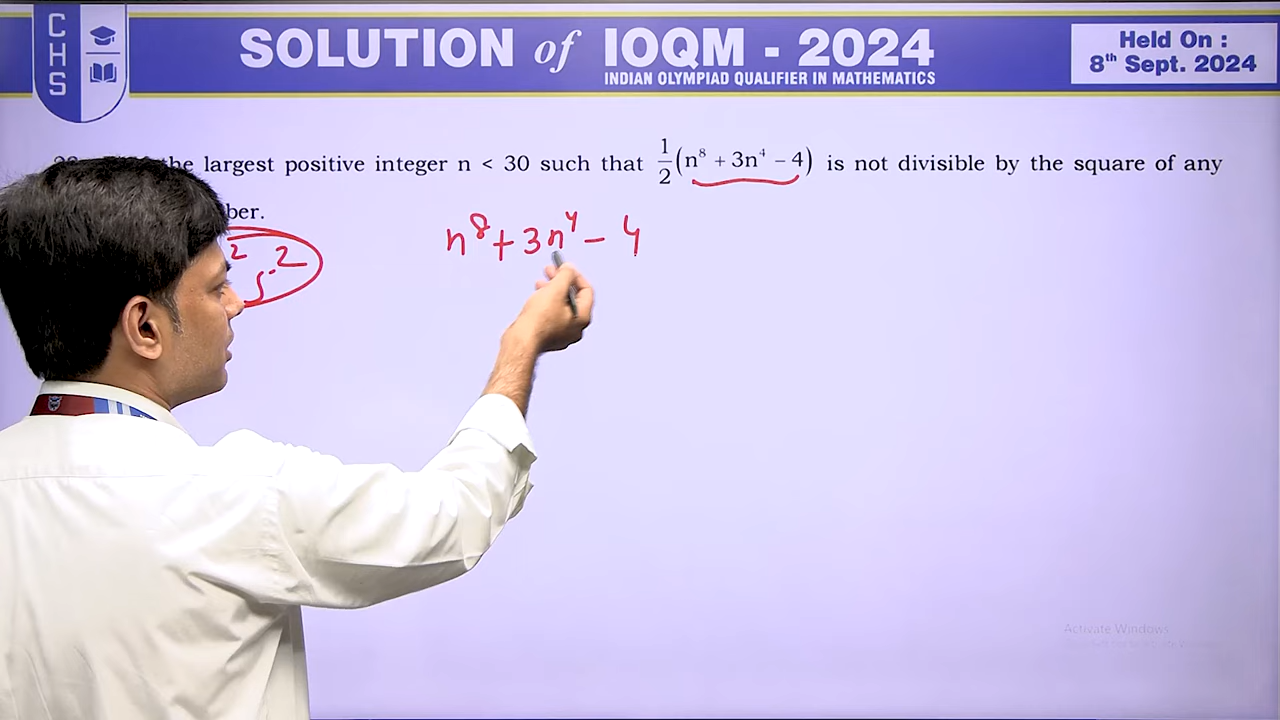 CHS
SOLUTION of IOQM - 2024
INDIAN OLYMPIAD QUALIFIER IN MATHEMATICS
Held On :
8th Sept. 2024
the largest positive integer n < 30 such that 1/2(n⁸ + 3n⁴ – 4) is not divisible by the square of any
ber.
n⁸ + 3n⁴ – 4
2 5² 
Activate Windows